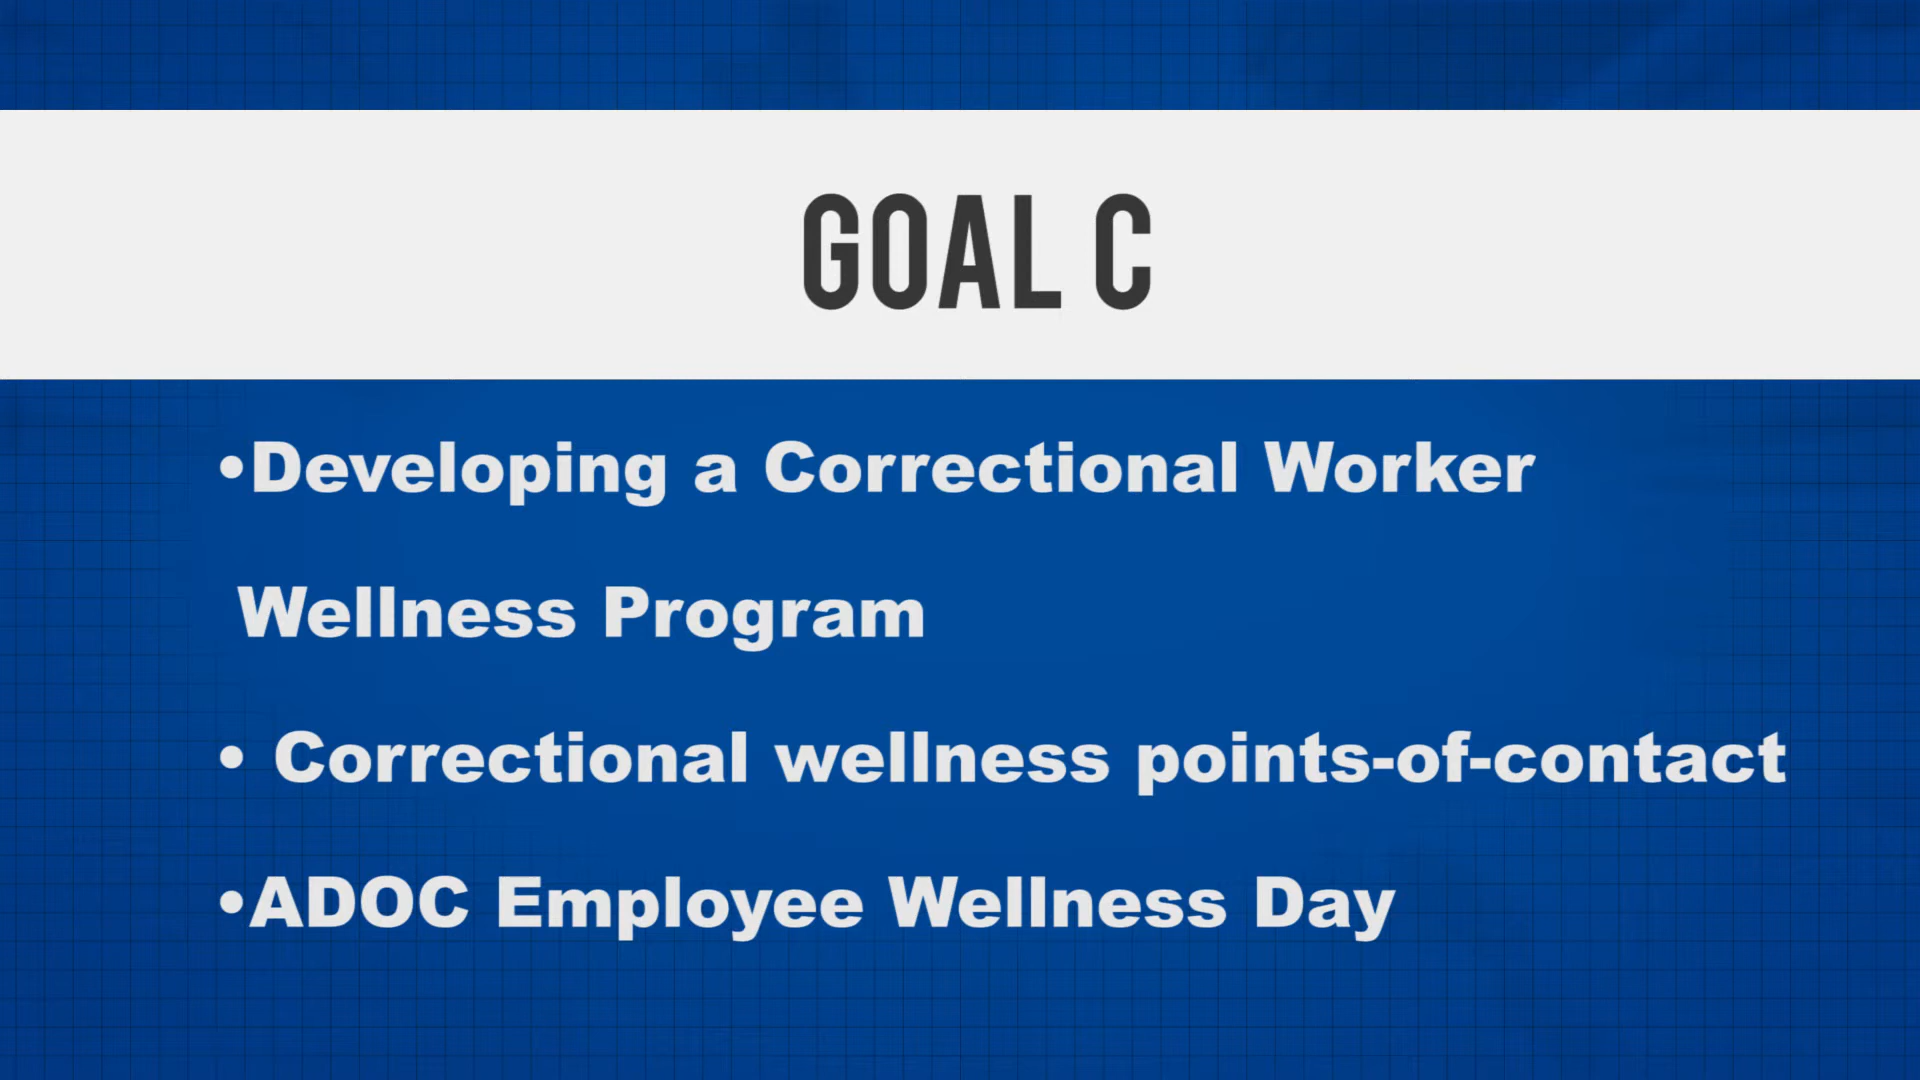 GOAL C
•Developing a Correctional Worker
Wellness Program
• Correctional wellness points-of-contact
•ADOC Employee Wellness Day